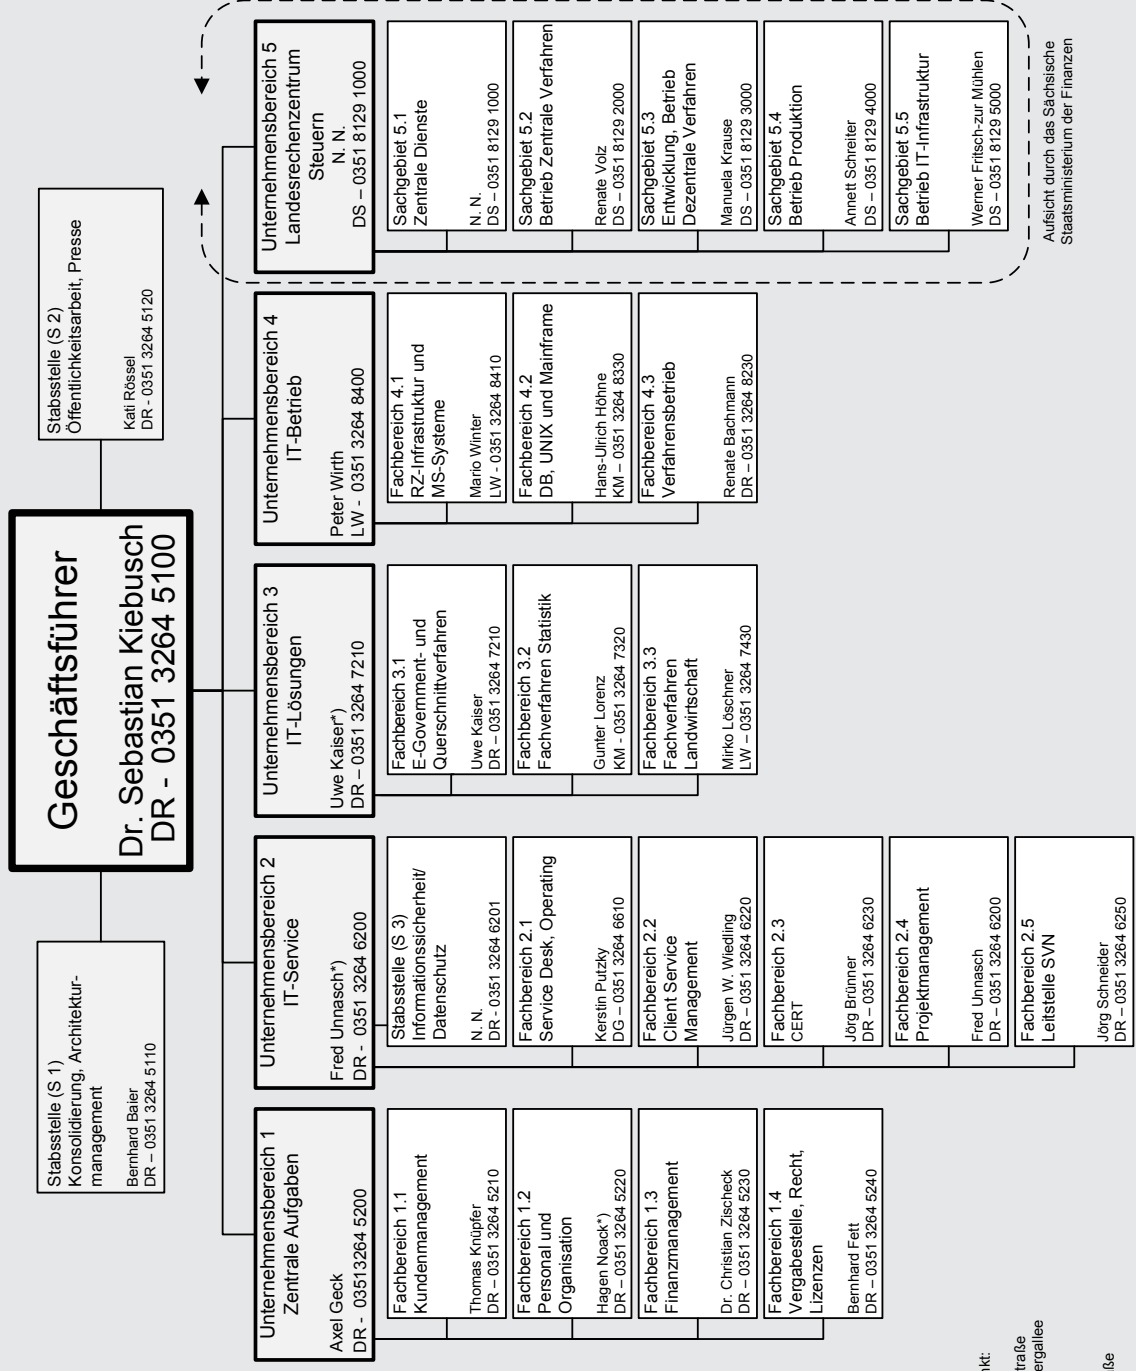 Geschäftsführer
Dr. Sebastian Kiebusch
DR - 0351 3264 5100
Stabsstelle (S 1)
Konsolidierung, Architektur-
management
Bernhard Baier
DR – 0351 3264 5110
Stabsstelle (S 2)
Öffentlichkeitsarbeit, Presse
Kati Rössel
DR - 0351 3264 5120
Unternehmensbereich 1
Zentrale Aufgaben
Axel Geck
DR - 03513264 5200
Fachbereich 1.1
Kundenmanagement
Thomas Knüpfer
DR – 0351 3264 5210
Fachbereich 1.2
Personal und
Organisation
Hagen Noack*)
DR – 0351 3264 5220
Fachbereich 1.3
Finanzmanagement
Dr. Christian Zischeck
DR – 0351 3264 5230
Fachbereich 1.4
Vergabestelle, Recht,
Lizenzen
Bernhard Fett
DR – 0351 3264 5240
Unternehmensbereich 2
IT-Service
Fred Unnasch*)
DR - 0351 3264 6200
Stabsstelle (S 3)
Informationssicherheit/
Datenschutz
N. N.
DR - 0351 3264 6201
Fachbereich 2.1
Service Desk, Operating
Kerstin Putzky
DG – 0351 3264 6610
Fachbereich 2.2
Client Service
Management
Jürgen W. Wiedling
DR – 0351 3264 6220
Fachbereich 2.3
CERT
Jörg Brünner
DR – 0351 3264 6230
Fachbereich 2.4
Projektmanagement
Fred Unnasch
DR – 0351 3264 6200
Fachbereich 2.5
Leitstelle SVN
Jörg Schneider
DR – 0351 3264 6250
Unternehmensbereich 3
IT-Lösungen
Uwe Kaiser*)
DR – 0351 3264 7210
Fachbereich 3.1
E-Government- und
Querschnittverfahren
Uwe Kaiser
DR – 0351 3264 7210
Fachbereich 3.2
Fachverfahren Statistik
Gunter Lorenz
KM - 0351 3264 7320
Fachbereich 3.3
Fachverfahren
Landwirtschaft
Mirko Löschner
LW – 0351 3264 7430
Unternehmensbereich 4
IT-Betrieb
Peter Wirth
LW - 0351 3264 8400
Fachbereich 4.1
RZ-Infrastruktur und
MS-Systeme
Mario Winter
LW - 0351 3264 8410
Fachbereich 4.2
DB, UNIX und Mainframe
Hans-Ulrich Höhne
KM – 0351 3264 8330
Fachbereich 4.3
Verfahrensbetrieb
Renate Bachmann
DR – 0351 3264 8230
Unternehmensbereich 5
Landesrechenzentrum
Steuern
N. N.
DS – 0351 8129 1000
Sachgebiet 5.1
Zentrale Dienste
N. N.
DS – 0351 8129 1000
Sachgebiet 5.2
Betrieb Zentrale Verfahren
Renate Volz
DS – 0351 8129 2000
Sachgebiet 5.3
Entwicklung, Betrieb
Dezentrale Verfahren
Manuela Krause
DS – 0351 8129 3000
Sachgebiet 5.4
Betrieb Produktion
Annett Schreiter
DS – 0351 8129 4000
Sachgebiet 5.5
Betrieb IT-Infrastruktur
Werner Fritsch-zur Mühlen
DS – 0351 8129 5000
Aufsicht durch das Sächsische
Staatsministerium der Finanzen